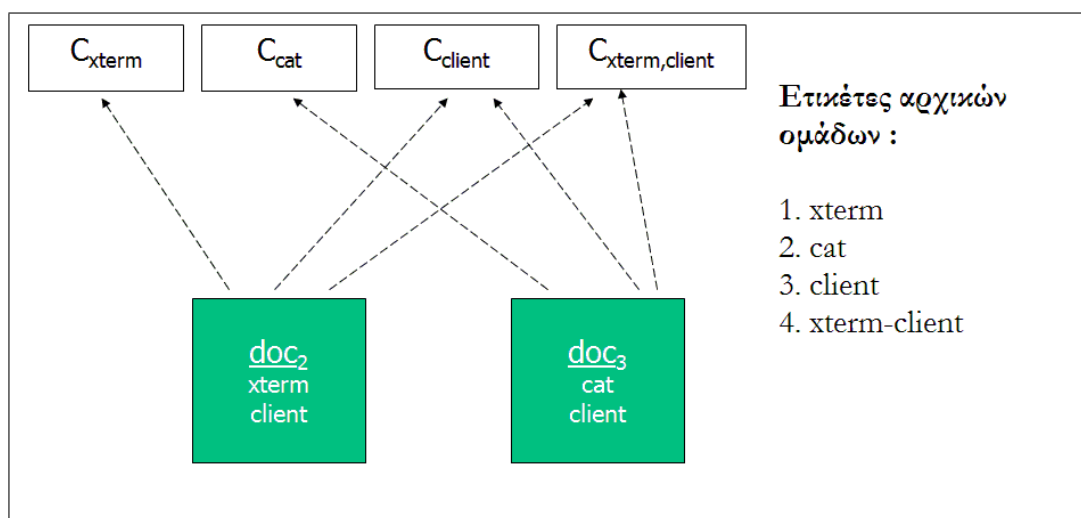 Cxterm
Ccat
Cclient
Cxterm,client
Ετικέτες αρχικών
ομάδων :
1. xterm
2. cat
3. client
4. xterm-client
doc2
xterm
client
doc3
cat
client